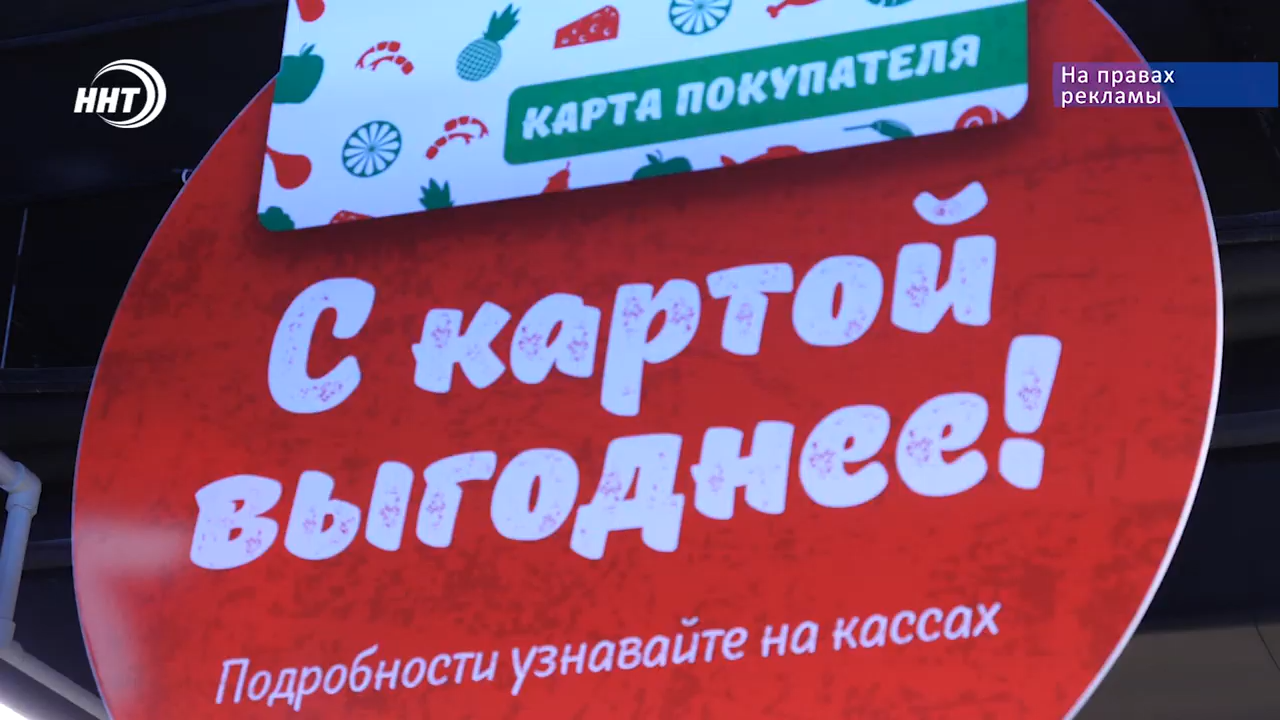 ННТ
На правах
рекламы
КАРТА ПОКУПАТЕЛЯ
С картой
выгоднее!
Подробности узнавайте на кассах